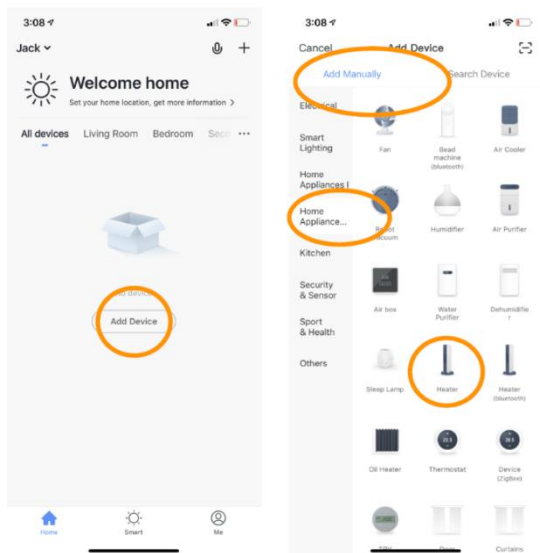 3:08
Jack
Welcome home
Set your home location, get more information >
All devices Living Room Bedroom Seco ...
Add Device
Home Smart Me
3:08
Cancel Add Device
Add Manually Search Device
Electrical
Smart
Lighting
Home
Appliances I
Home
Appliance...
Kitchen
Security
& Sensor
Sport
& Health
Others
Fan
Bead
machine
(bluetooth)
Air Cooler
Robot
Vacuum
Humidifier
Air Purifier
Air box
Water
Purifier
Dehumidifie
r
Sleep Lamp
Heater
Heater
(bluetooth)
Oil Heater
Thermostat
Device
(Zigbee)
Curtains